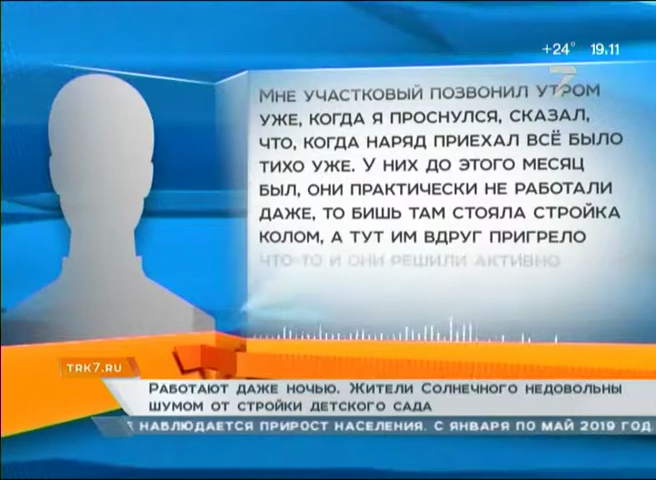 +24° 19.11
7
Мне участковый позвонил утром
уже, когда я проснулся, сказал,
что, когда наряд приехал всё было
тихо уже. У них до этого месяц
был, они практически не работали
даже, то бишь там стояла стройка
колом, а тут им вдруг пригрело
что-то и они решили активно
TRK7.RU
Работают даже ночью. Жители Солнечного недовольны
шумом от стройки детского сада
наблюдается прирост населения. С января по май 2019 год